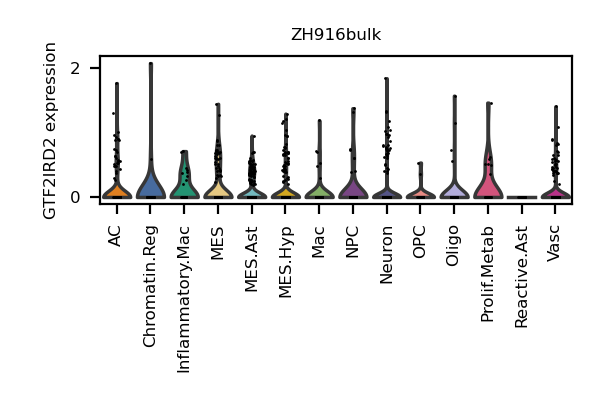 ZH916bulk
GTF2IRD2 expression
2
0
AC
Chromatin.Reg
Inflammatory.Mac
MES
MES.Ast
MES.Hyp
Mac
NPC
Neuron
OPC
Oligo
Prolif.Metab
Reactive.Ast
Vasc